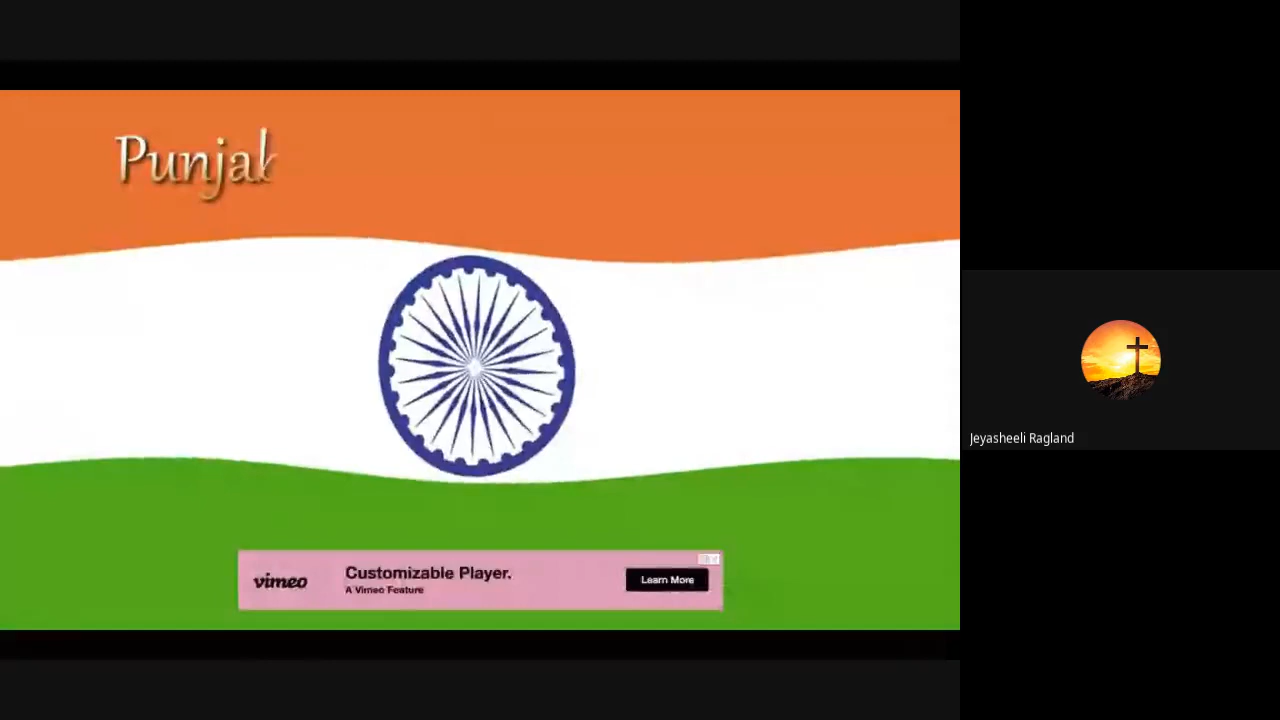 Punjab
vimeo
Customizable Player.
A Vimeo Feature
Learn More
Jeyasheeli Ragland